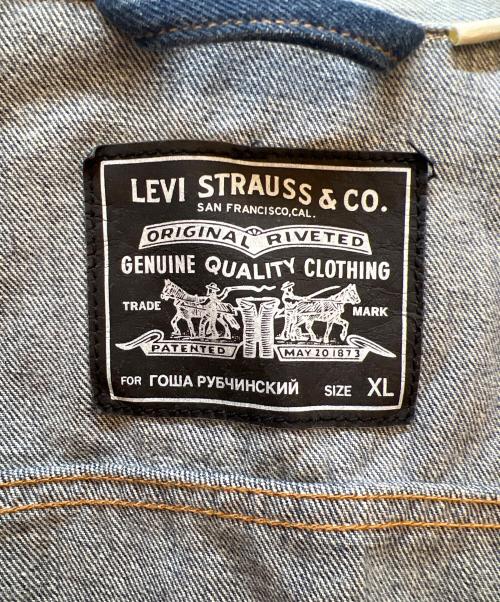 LEVI STRAUSS & CO.
SAN FRANCISCO, CAL.
ORIGINAL RIVETED
GENUINE QUALITY CLOTHING
TRADE MARK
PATENTED MAY 20 1873
FOR ГОША РУБЧИНСКИЙ SIZE XL